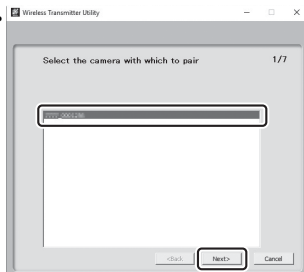 Wireless Transmitter Utility
Select the camera with which to pair
1/7
<Back
Next>
Cancel